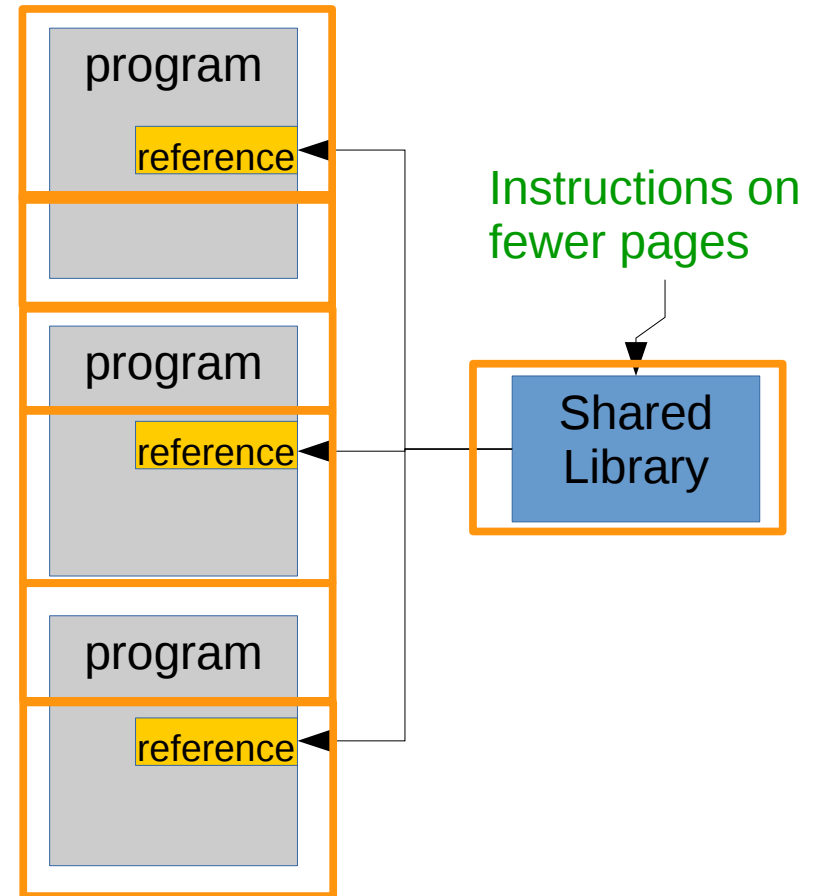 program
reference
Instructions on
fewer pages
program
reference
Shared
Library
program
reference